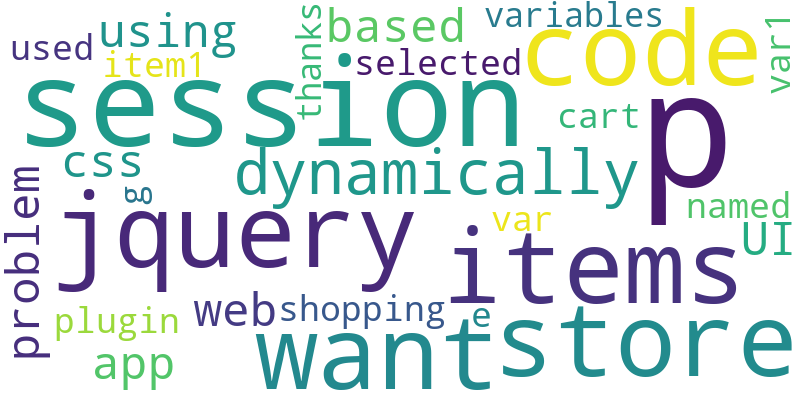 used
using
item1
thanks
based
selected
variables
code
var1
session
p
cart
css
g
dynamically
named
problem
jquery
var
UI
items
web
shopping
e
plugin
app
want
store